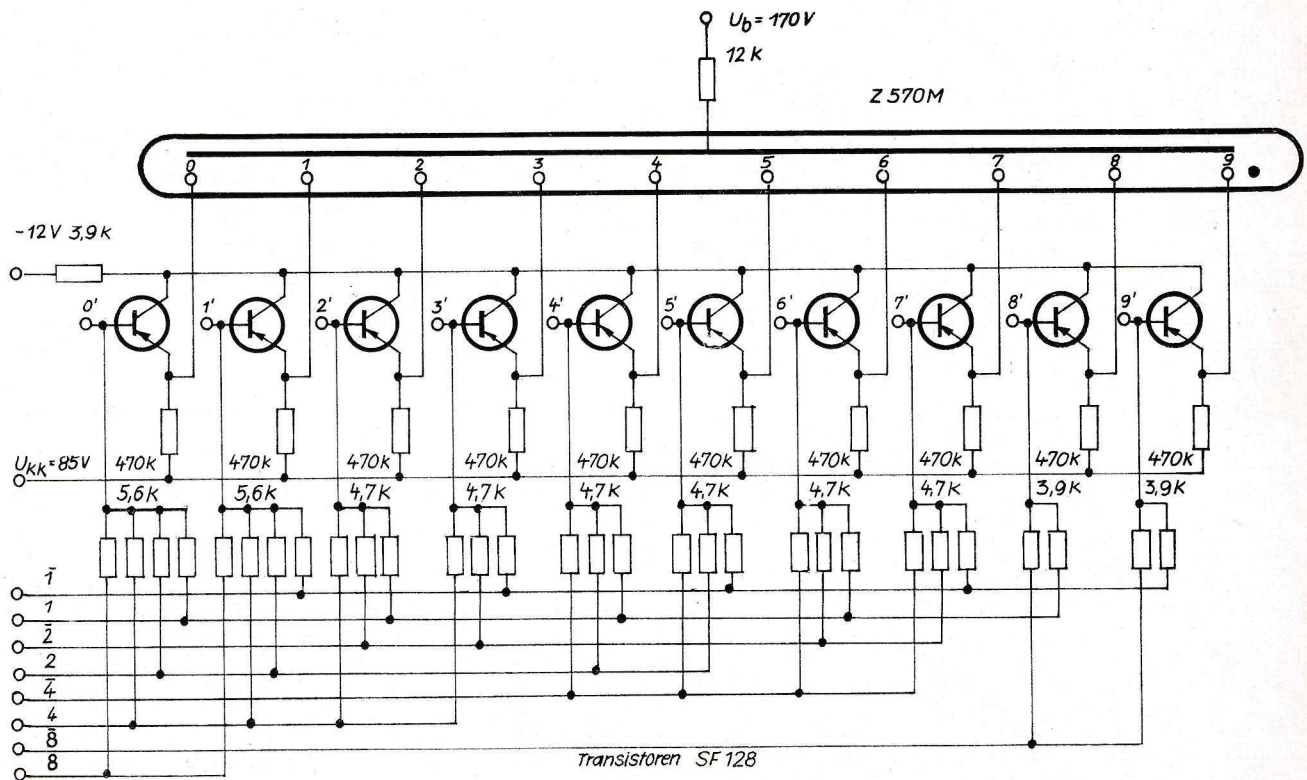 U_b = 170V
12 K
Z 570M
0 1 2 3 4 5 6 7 8 9
-12V 3,9K
0' 1' 2' 3' 4' 5' 6' 7' 8' 9'
U_KK = 85V 470K 470K 470K 470K 470K 470K 470K 470K 470K 470K
5,6K 5,6K 4,7K 4,7K 4,7K 4,7K 4,7K 4,7K 3,9K 3,9K
1̄
1
2̄
2
4̄
4
8̄
8
Transistoren SF 128